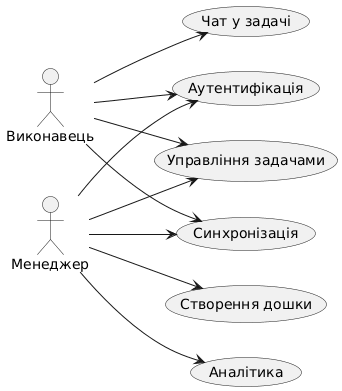 Чат у задачі
Аутентифікація
Виконавець
Управління задачами
Синхронізація
Менеджер
Створення дошки
Аналітика